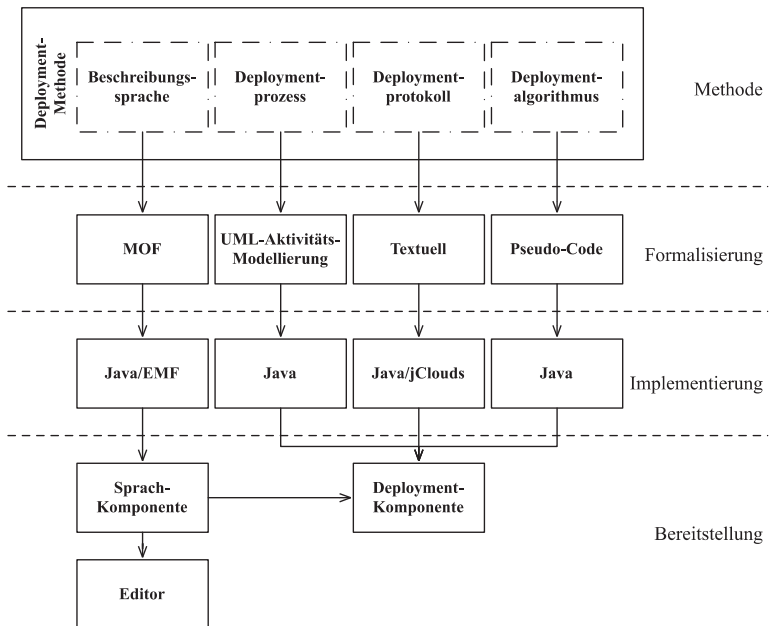 Deployment-
Methode
Beschreibungs-
sprache
Deployment-
prozess
Deployment-
protokoll
Deployment-
algorithmus
Methode
MOF
UML-Aktivitäts-
Modellierung
Textuell
Pseudo-Code
Formalisierung
Java/EMF
Java
Java/jClouds
Java
Implementierung
Sprach-
Komponente
Deployment-
Komponente
Bereitstellung
Editor